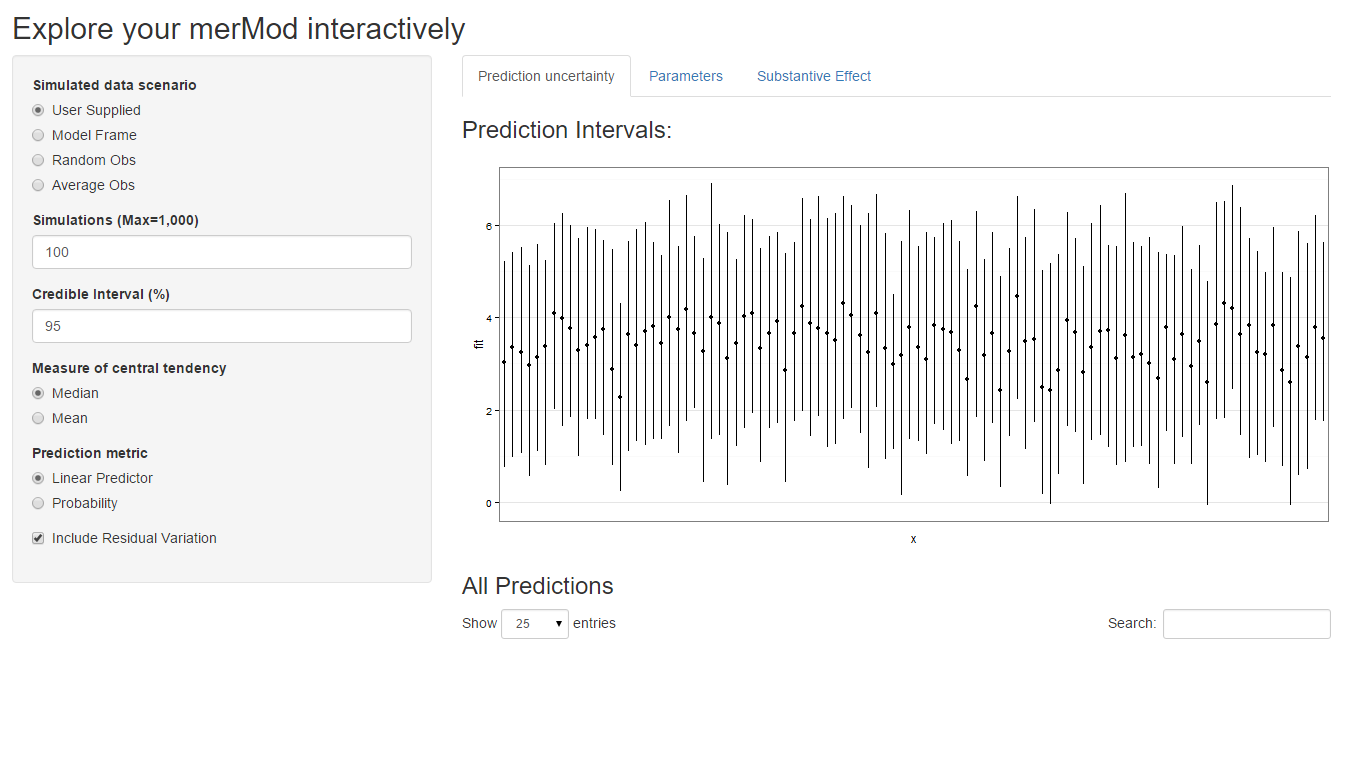 Explore your merMod interactively
Simulated data scenario
User Supplied
Model Frame
Random Obs
Average Obs
Simulations (Max=1,000)
100
Credible Interval (%)
95
Measure of central tendency
Median
Mean
Prediction metric
Linear Predictor
Probability
Include Residual Variation
Prediction uncertainty Parameters Substantive Effect
Prediction Intervals:
6
4
fit
2
0
x
All Predictions
Show 25 entries Search: